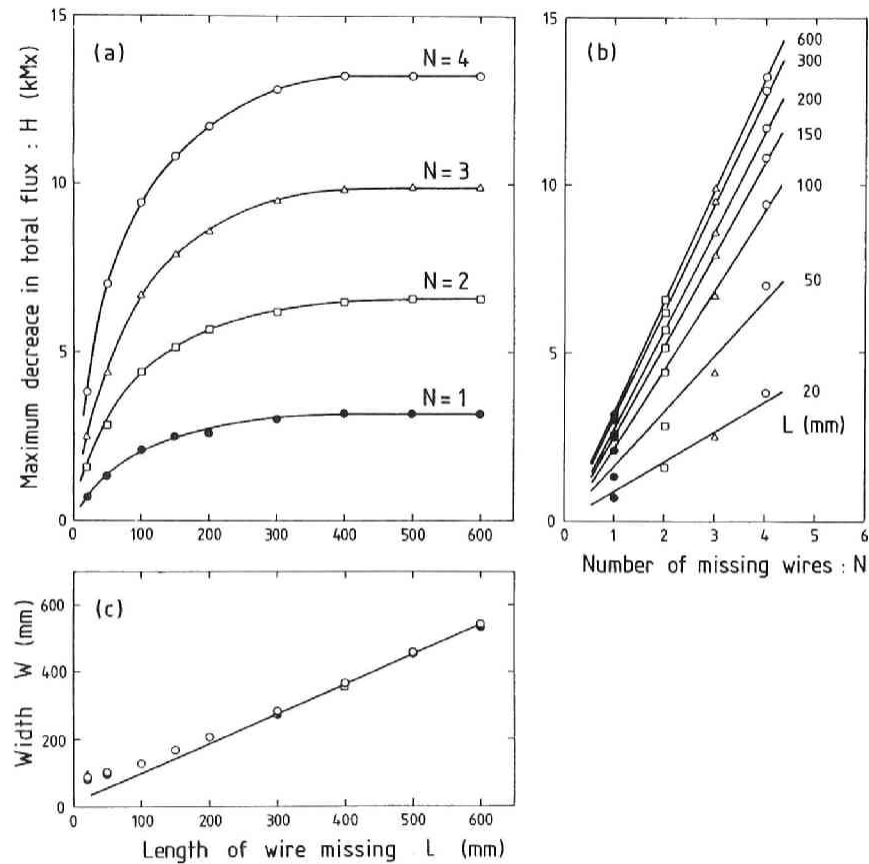 Maximum decreace in total flux : H (kMx)
15
10
5
0
(a)
N = 4
N = 3
N = 2
N = 1
0 100 200 300 400 500 600
15
10
5
0
(b)
600
300
200
150
100
50
20
L (mm)
0 1 2 3 4 5 6
Number of missing wires : N
Width W (mm)
600
400
200
0
(c)
0 100 200 300 400 500 600
Length of wire missing L (mm)